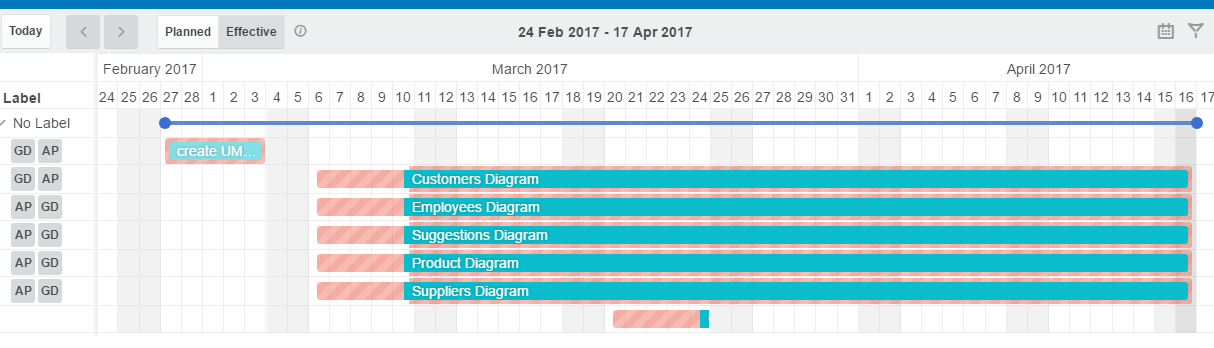 Today < > Planned Effective 24 Feb 2017 - 17 Apr 2017
February 2017 March 2017 April 2017
Label 24 25 26 27 28 1 2 3 4 5 6 7 8 9 10 11 12 13 14 15 16 17 18 19 20 21 22 23 24 25 26 27 28 29 30 31 1 2 3 4 5 6 7 8 9 10 11 12 13 14 15 16 17
No Label
GD AP create UM...
GD AP Customers Diagram
AP GD Employees Diagram
AP GD Suggestions Diagram
AP GD Product Diagram
AP GD Suppliers Diagram